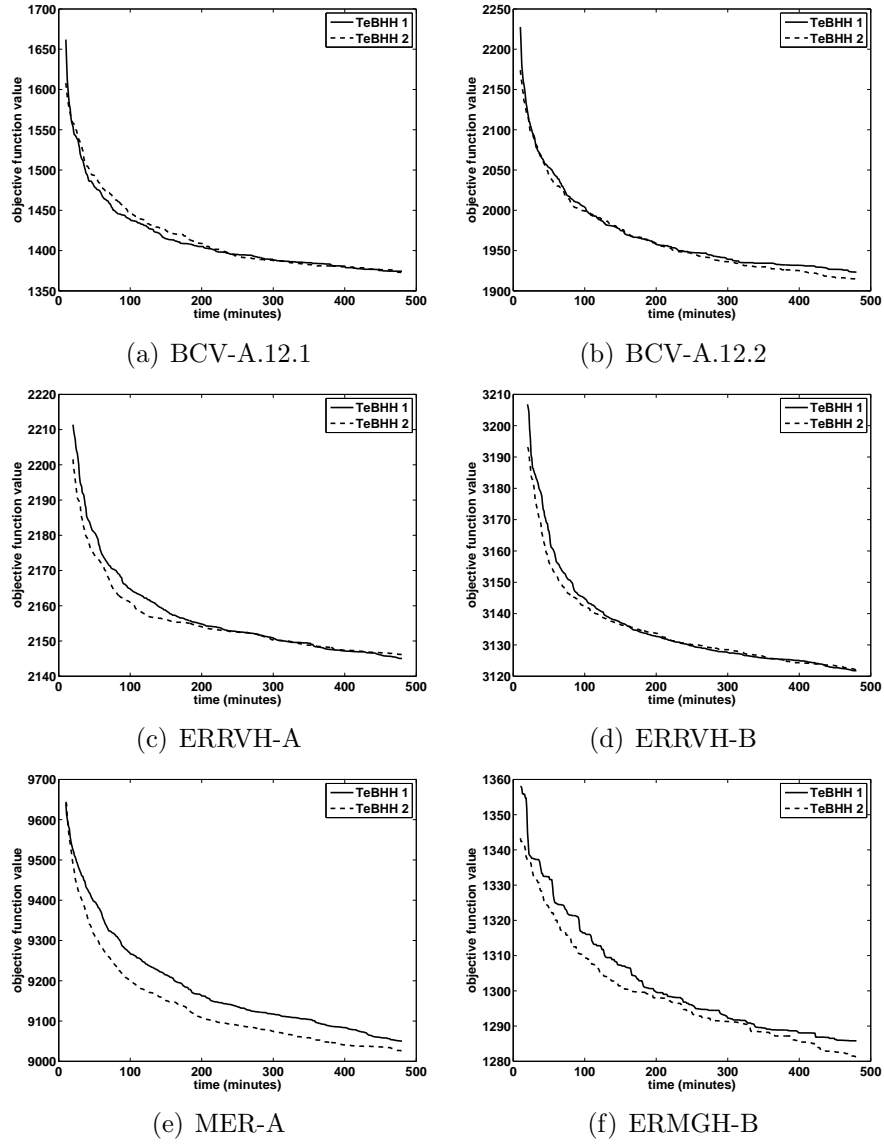 1700
1650
1600
1550
1500
1450
1400
1350
objective function value
0 100 200 300 400 500
time (minutes)
TeBHH 1
TeBHH 2
(a) BCV-A.12.1
2250
2200
2150
2100
2050
2000
1950
1900
objective function value
0 100 200 300 400 500
time (minutes)
TeBHH 1
TeBHH 2
(b) BCV-A.12.2
2220
2210
2200
2190
2180
2170
2160
2150
2140
objective function value
0 100 200 300 400 500
time (minutes)
TeBHH 1
TeBHH 2
(c) ERRVH-A
3210
3200
3190
3180
3170
3160
3150
3140
3130
3120
objective function value
0 100 200 300 400 500
time (minutes)
TeBHH 1
TeBHH 2
(d) ERRVH-B
9700
9600
9500
9400
9300
9200
9100
9000
objective function value
0 100 200 300 400 500
time (minutes)
TeBHH 1
TeBHH 2
(e) MER-A
1360
1350
1340
1330
1320
1310
1300
1290
1280
objective function value
0 100 200 300 400 500
time (minutes)
TeBHH 1
TeBHH 2
(f) ERMGH-B